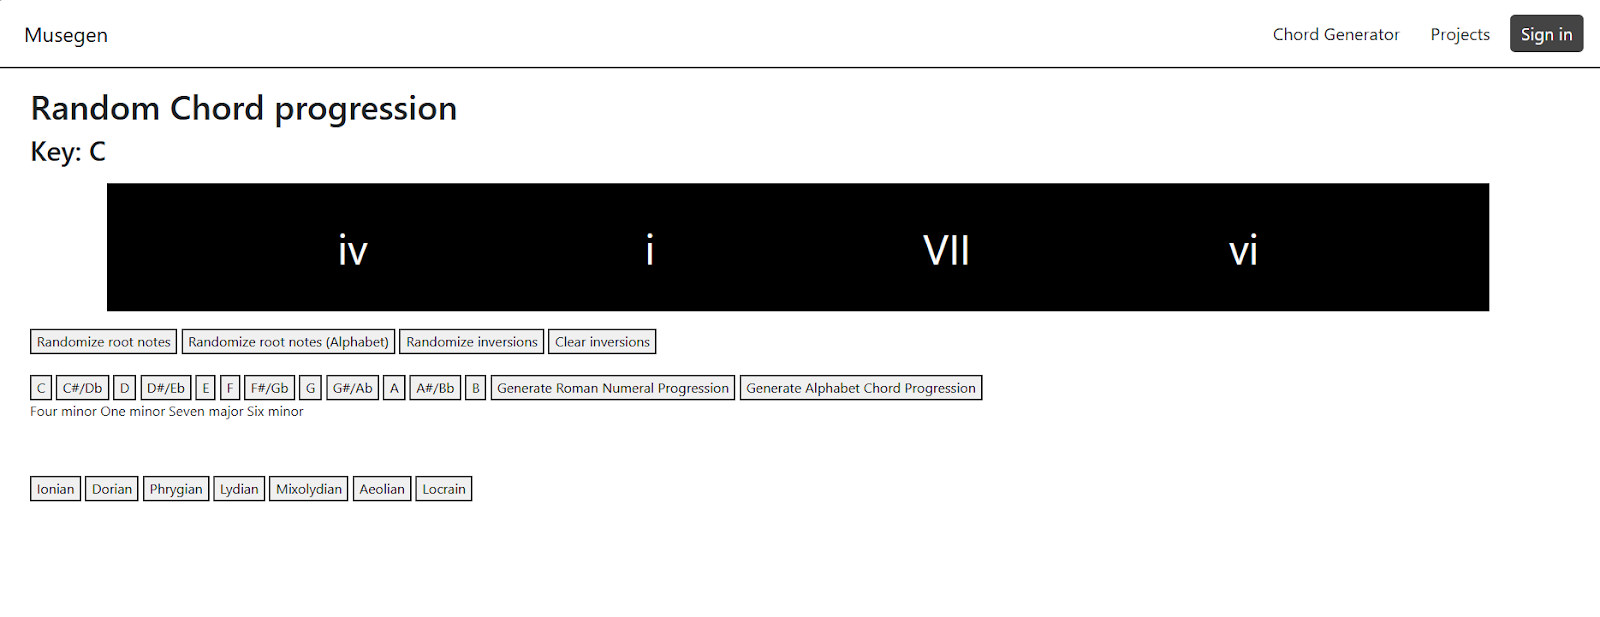 Musegen Chord Generator Projects Sign in
Random Chord progression
Key: C
iv i VII vi
Randomize root notes Randomize root notes (Alphabet) Randomize inversions Clear inversions
C C#/Db D D#/Eb E F F#/Gb G G#/Ab A A#/Bb B Generate Roman Numeral Progression Generate Alphabet Chord Progression
Four minor One minor Seven major Six minor
Ionian Dorian Phrygian Lydian Mixolydian Aeolian Locrain